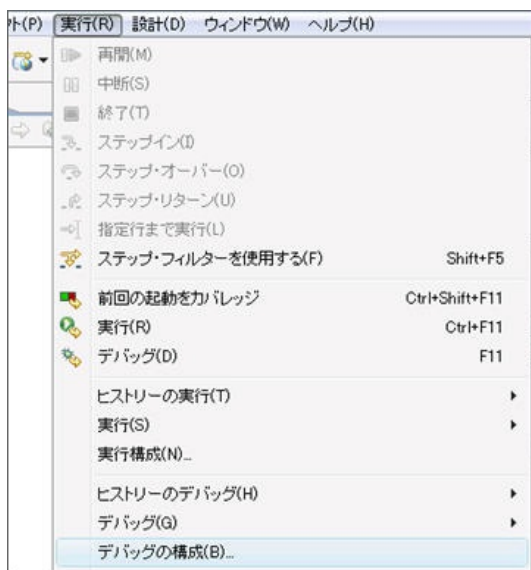 ト(P) 実行(R) 設計(D) ウィンドウ(W) ヘルプ(H)
再開(M)
中断(S)
終了(T)
ステップイン(I)
ステップ・オーバー(O)
ステップ・リターン(U)
指定行まで実行(L)
ステップ・フィルターを使用する(F) Shift+F5
前回の起動をカバレッジ Ctrl+Shift+F11
実行(R) Ctrl+F11
デバッグ(D) F11
ヒストリーの実行(T)
実行(S)
実行構成(N)...
ヒストリーのデバッグ(H)
デバッグ(G)
デバッグの構成(B)...